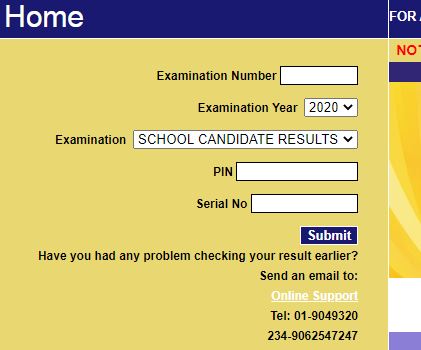 Home
FOR
NOT
Examination Number
Examination Year 2020
Examination SCHOOL CANDIDATE RESULTS
PIN
Serial No
Submit
Have you had any problem checking your result earlier?
Send an email to:
Online Support
Tel: 01-9049320
234-9062547247